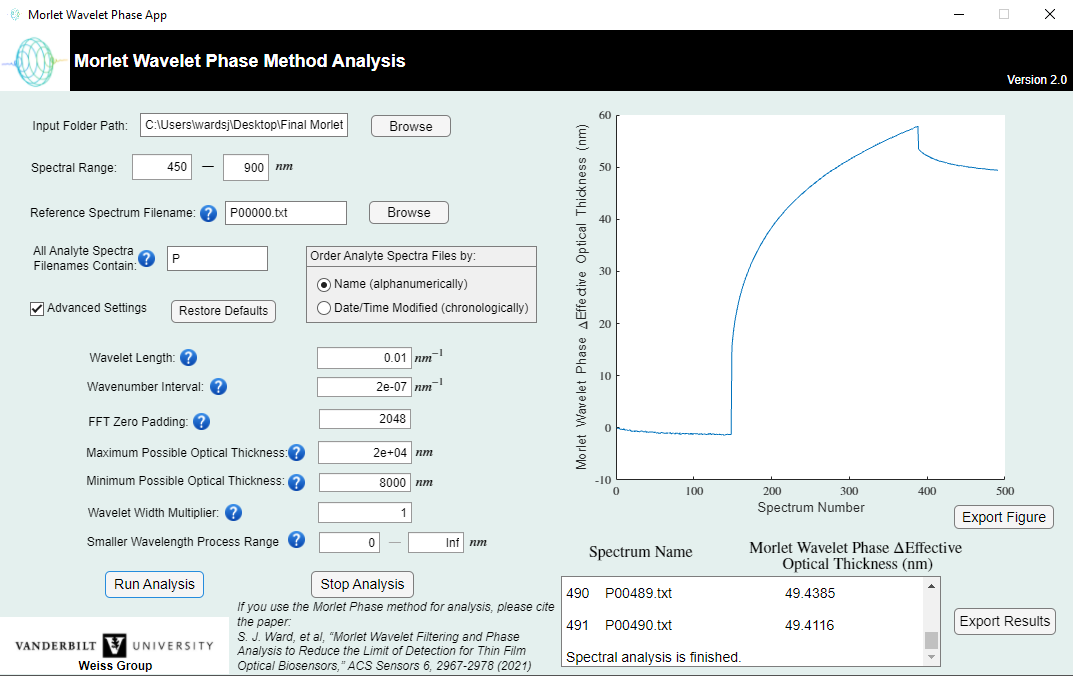 Morlet Wavelet Phase App
Morlet Wavelet Phase Method Analysis
Version 2.0
Input Folder Path: C:\Users\wardsj\Desktop\Final Morlet Browse
Spectral Range: 450 — 900 nm
Reference Spectrum Filename: ? P00000.txt Browse
All Analyte Spectra
Filenames Contain: ? P
Order Analyte Spectra Files by:
Name (alphanumerically)
Date/Time Modified (chronologically)
Advanced Settings Restore Defaults
Wavelet Length: ? 0.01 nm⁻¹
Wavenumber Interval: ? 2e-07 nm⁻¹
FFT Zero Padding: ? 2048
Maximum Possible Optical Thickness: ? 2e+04 nm
Minimum Possible Optical Thickness: ? 8000 nm
Wavelet Width Multiplier: ? 1
Smaller Wavelength Process Range ? 0 — Inf nm
Run Analysis Stop Analysis
If you use the Morlet Phase method for analysis, please cite
the paper:
S. J. Ward, et al, “Morlet Wavelet Filtering and Phase
Analysis to Reduce the Limit of Detection for Thin Film
Optical Biosensors,” ACS Sensors 6, 2967-2978 (2021)
VANDERBILT V UNIVERSITY
Weiss Group
Morlet Wavelet Phase ΔEffective Optical Thickness (nm)
60
50
40
30
20
10
0
-10
0 100 200 300 400 500
Spectrum Number
Export Figure
Spectrum Name
Morlet Wavelet Phase ΔEffective
Optical Thickness (nm)
490 P00489.txt 49.4385
491 P00490.txt 49.4116
Spectral analysis is finished.
Export Results